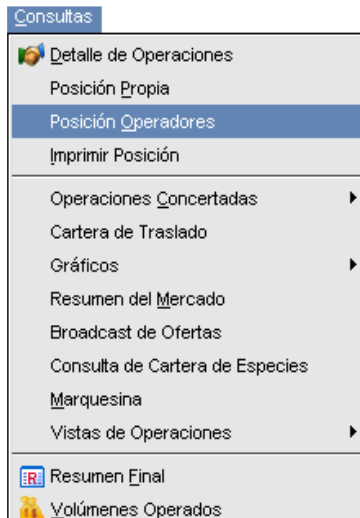 Consultas
Detalle de Operaciones
Posición Propia
Posición Operadores
Imprimir Posición
Operaciones Concertadas
Cartera de Traslado
Gráficos
Resumen del Mercado
Broadcast de Ofertas
Consulta de Cartera de Especies
Marquesina
Vistas de Operaciones
R Resumen Final
Volúmenes Operados